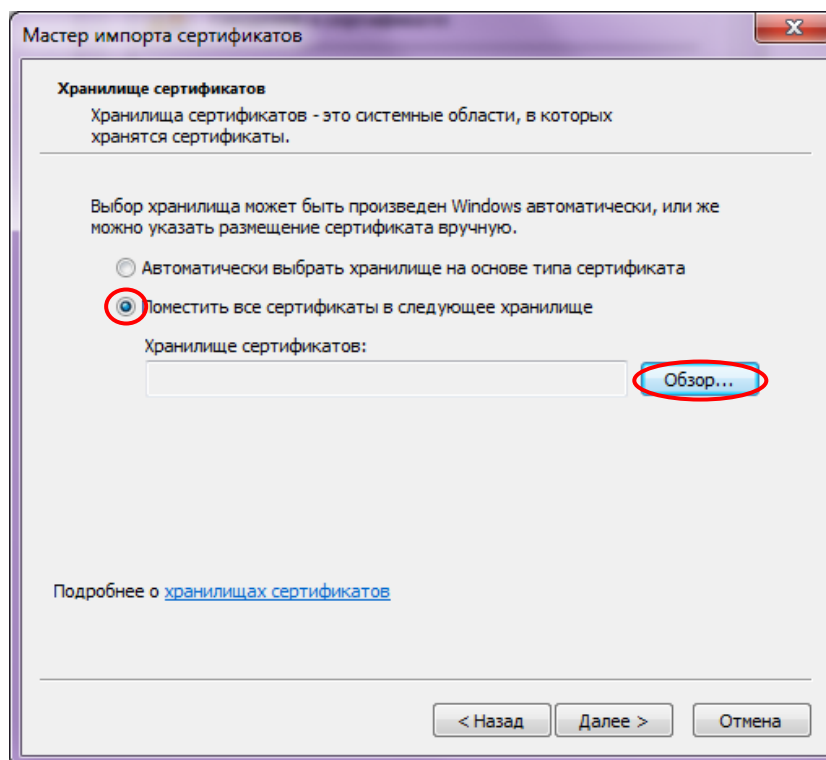 Мастер импорта сертификатов
Хранилище сертификатов
Хранилища сертификатов - это системные области, в которых
хранятся сертификаты.
Выбор хранилища может быть произведен Windows автоматически, или же
можно указать размещение сертификата вручную.
Автоматически выбрать хранилище на основе типа сертификата
Поместить все сертификаты в следующее хранилище
Хранилище сертификатов:
Обзор...
Подробнее о хранилищах сертификатов
< Назад Далее > Отмена